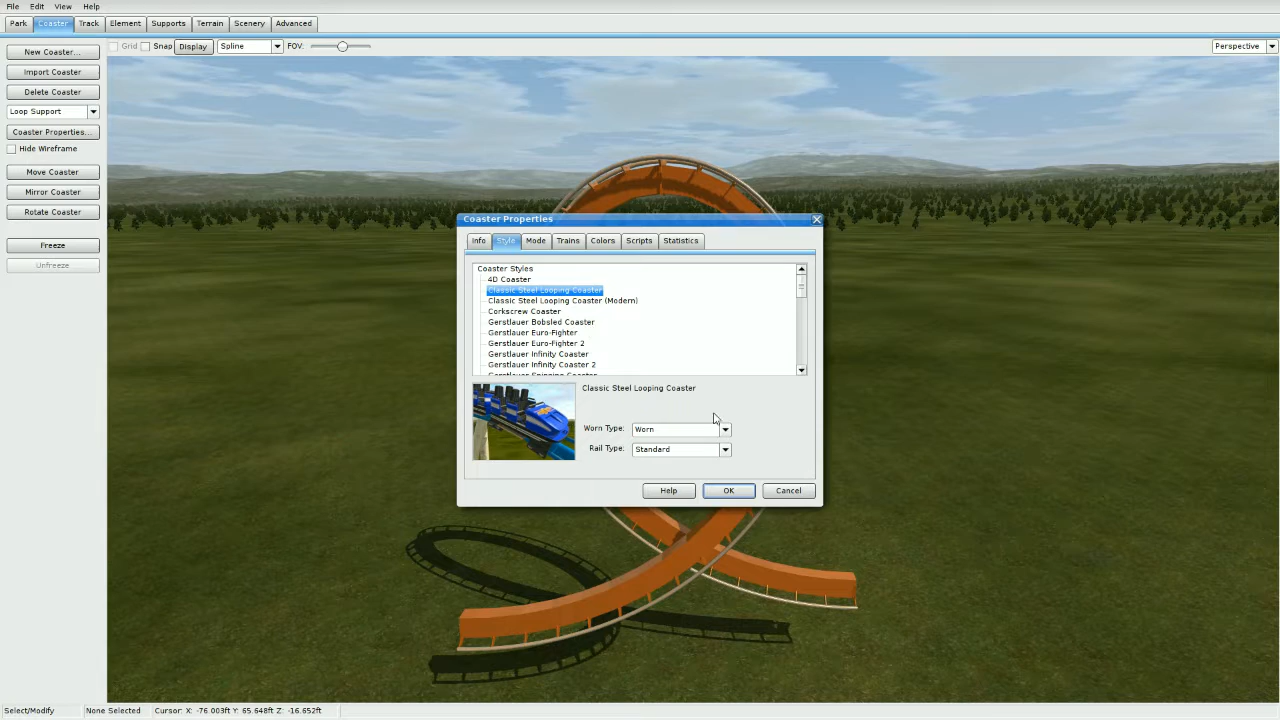 File Edit View Help
Park Coaster Track Element Supports Terrain Scenery Advanced
Grid Snap Display Spline FOV: Perspective
New Coaster...
Import Coaster
Delete Coaster
Loop Support
Coaster Properties...
Hide Wireframe
Move Coaster
Mirror Coaster
Rotate Coaster
Freeze
Unfreeze
Coaster Properties
Info Style Mode Trains Colors Scripts Statistics
Coaster Styles
4D Coaster
Classic Steel Looping Coaster
Classic Steel Looping Coaster (Modern)
Corkscrew Coaster
Gerstlauer Bobsled Coaster
Gerstlauer Euro-Fighter
Gerstlauer Euro-Fighter 2
Gerstlauer Infinity Coaster
Gerstlauer Infinity Coaster 2
Gerstlauer Spinning Coaster
Classic Steel Looping Coaster
Worn Type: Worn
Rail Type: Standard
Help OK Cancel
Select/Modify None Selected Cursor: X: -76.003ft Y: 65.648ft Z: -16.652ft